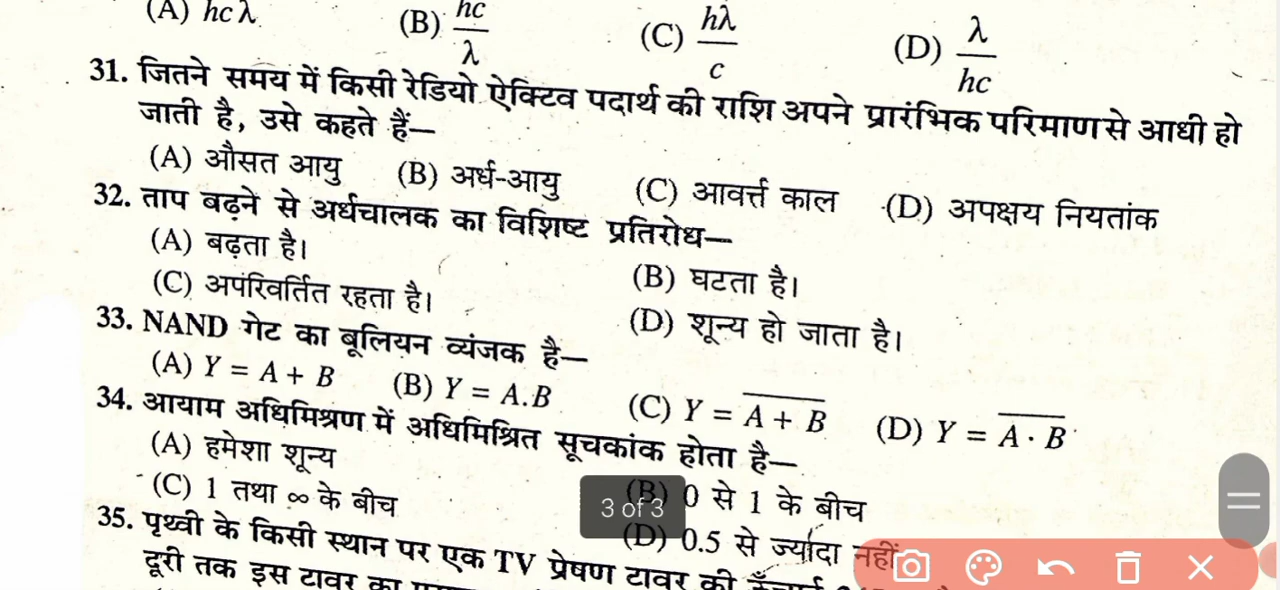 (A) hcλ (B) hc/λ (C) hλ/c (D) λ/hc
31. जितने समय में किसी रेडियो ऐक्टिव पदार्थ की राशि अपने प्रारंभिक परिमाण से आधी हो
जाती है, उसे कहते हैं—
(A) औसत आयु (B) अर्ध-आयु (C) आवर्त्त काल (D) अपक्षय नियतांक
32. ताप बढ़ने से अर्धचालक का विशिष्ट प्रतिरोध—
(A) बढ़ता है। (B) घटता है।
(C) अपरिवर्तित रहता है। (D) शून्य हो जाता है।
33. NAND गेट का बूलियन व्यंजक है—
(A) Y = A + B (B) Y = A.B (C) Y = \overline{A + B} (D) Y = \overline{A · B}
34. आयाम अधिमिश्रण में अधिमिश्रित सूचकांक होता है—
(A) हमेशा शून्य (B) 0 से 1 के बीच
(C) 1 तथा ∞ के बीच (D) 0.5 से ज्यादा नहीं
3 of 3
35. पृथ्वी के किसी स्थान पर एक TV प्रेषण टावर की ऊँचाई
दूरी तक इस टावर का